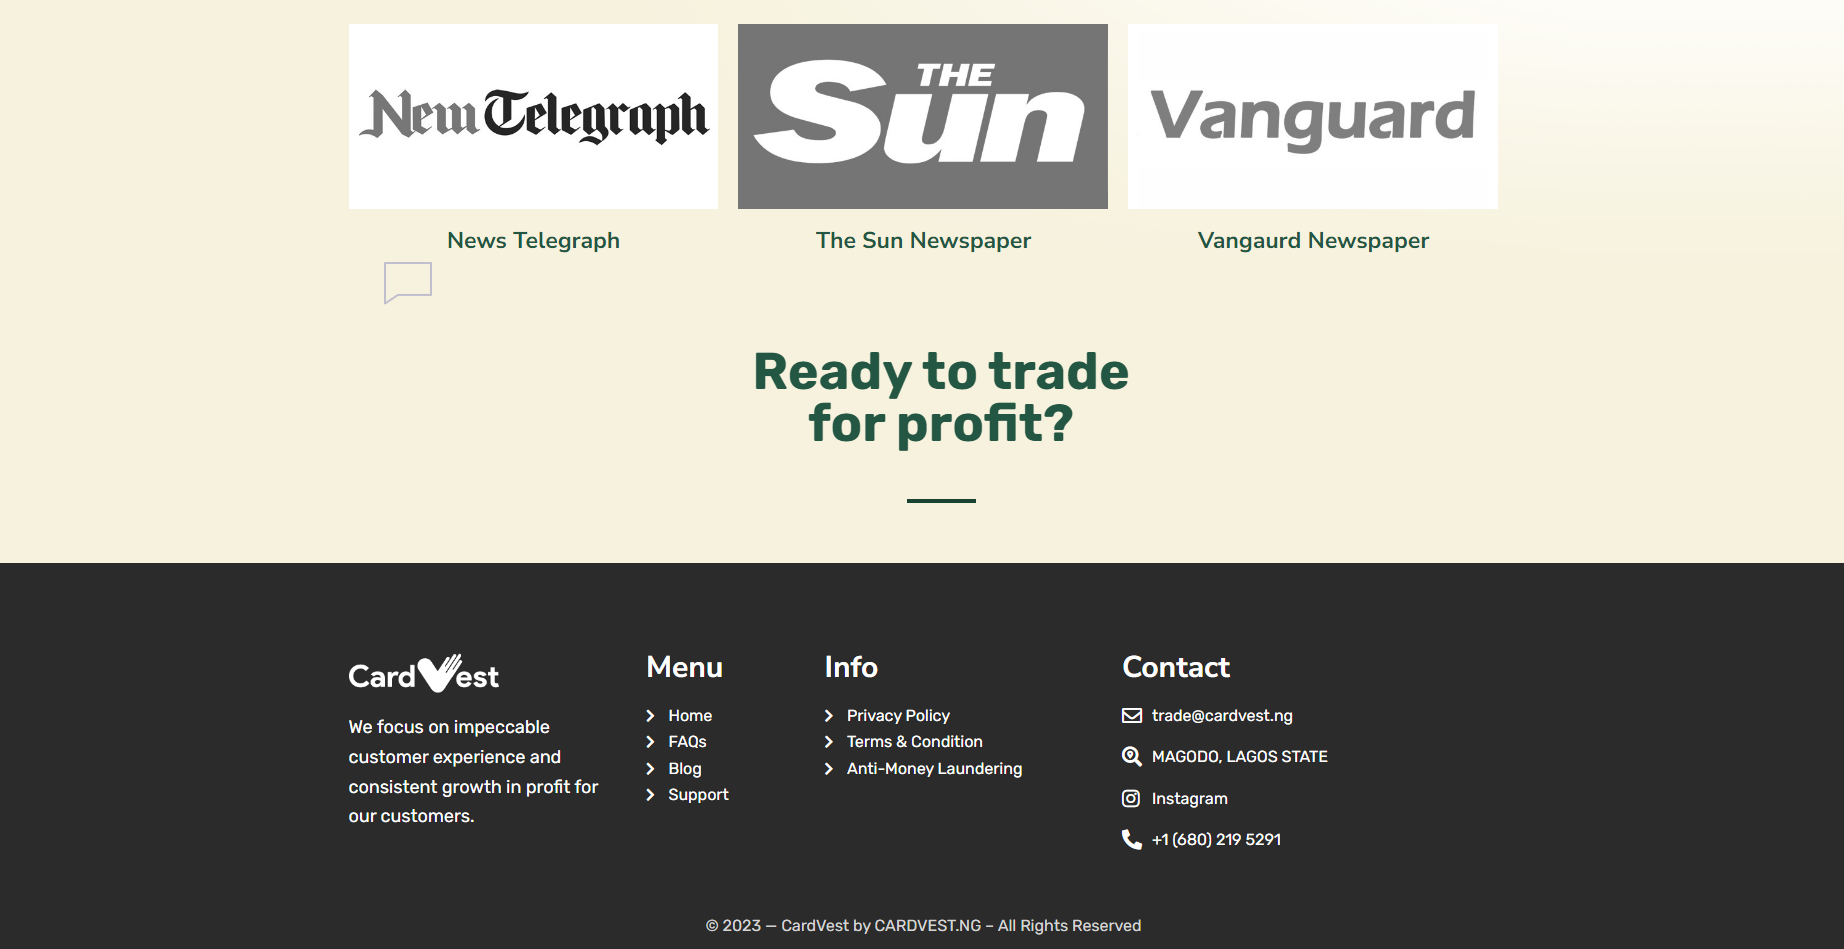 New Telegraph
THE
Sun
Vanguard
News Telegraph
The Sun Newspaper
Vangaurd Newspaper
Ready to trade
for profit?
CardVest
We focus on impeccable
customer experience and
consistent growth in profit for
our customers.
Menu
Home
FAQs
Blog
Support
Info
Privacy Policy
Terms & Condition
Anti-Money Laundering
Contact
trade@cardvest.ng
MAGODO, LAGOS STATE
Instagram
+1 (680) 219 5291
© 2023 — CardVest by CARDVEST.NG – All Rights Reserved